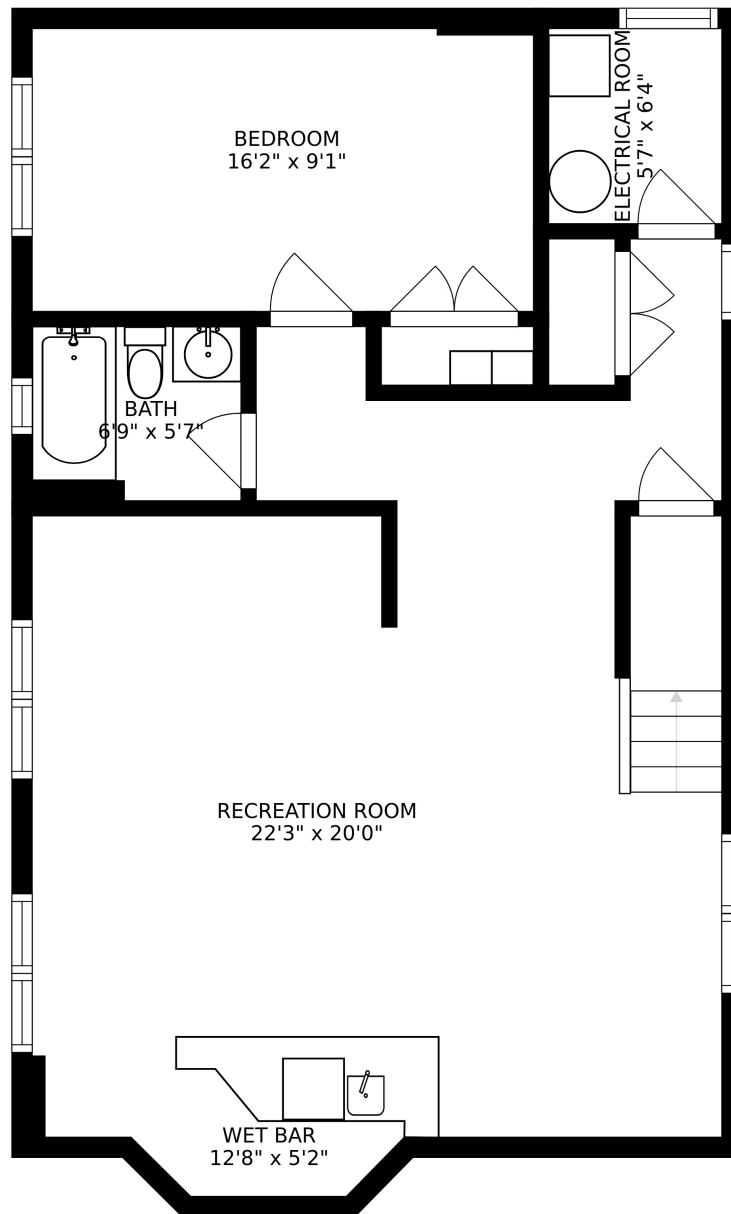 BEDROOM
16'2" x 9'1"
ELECTRICAL ROOM
5'7" x 6'4"
BATH
6'9" x 5'7"
RECREATION ROOM
22'3" x 20'0"
WET BAR
12'8" x 5'2"